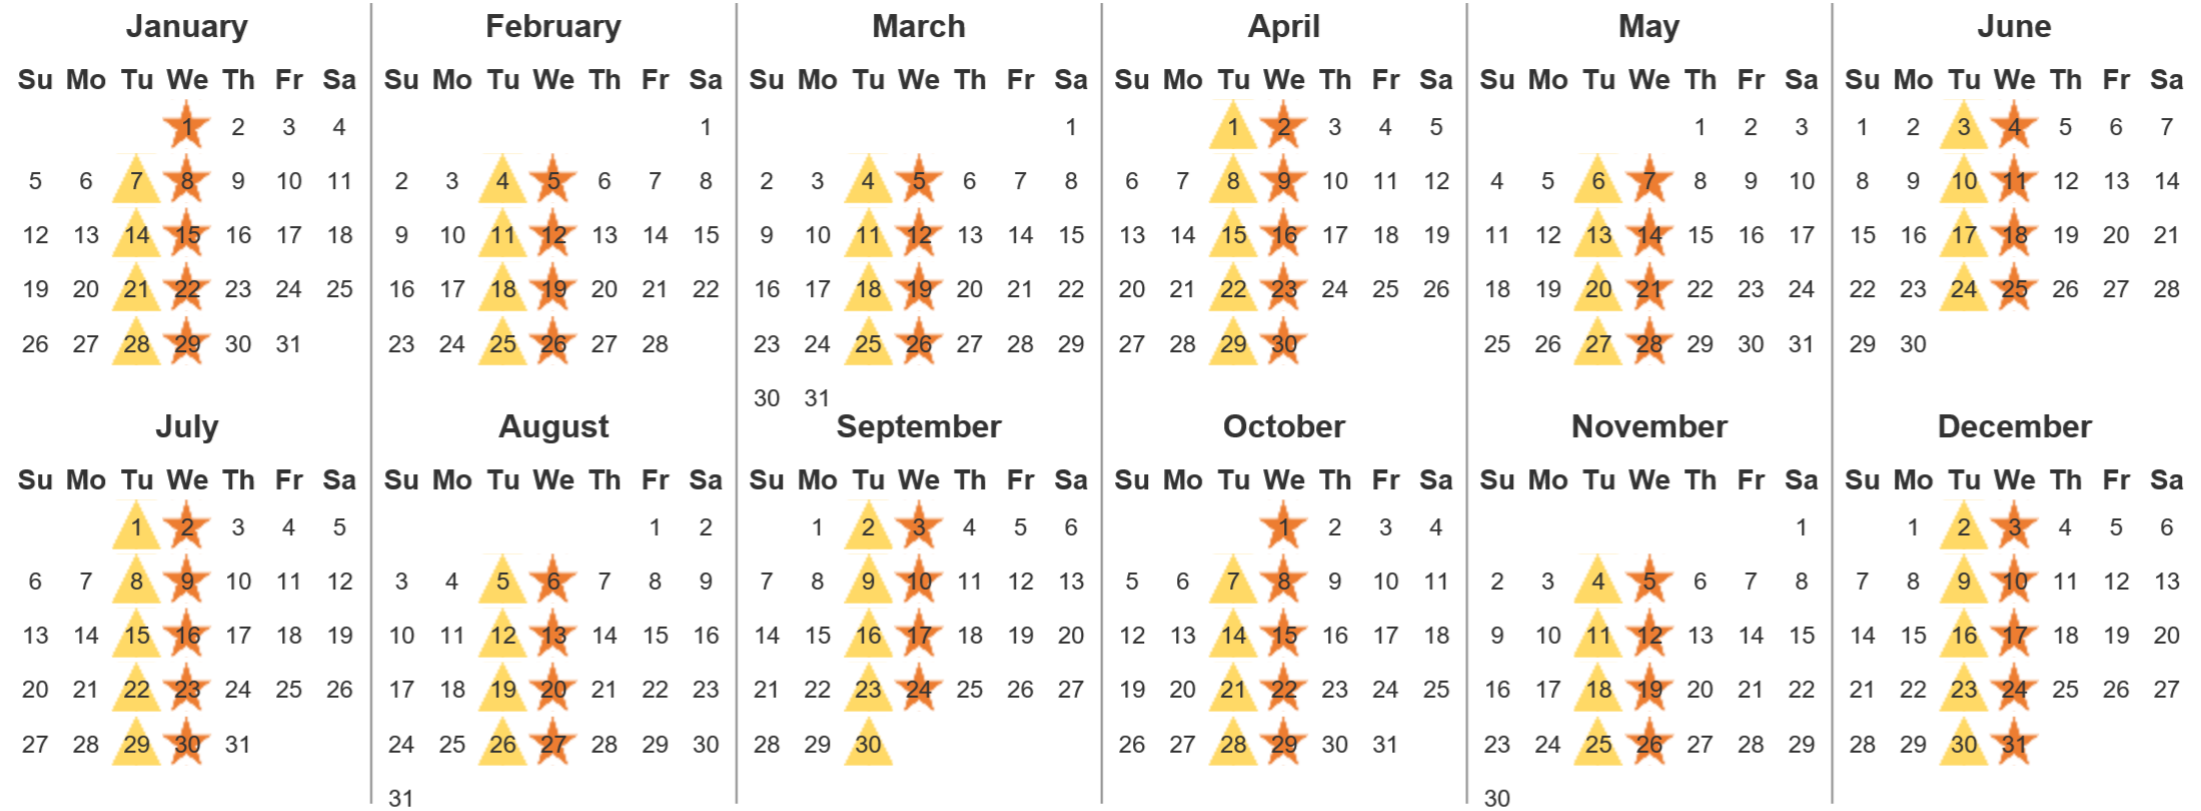 January February March April May June
Su Mo Tu We Th Fr Sa Su Mo Tu We Th Fr Sa Su Mo Tu We Th Fr Sa Su Mo Tu We Th Fr Sa Su Mo Tu We Th Fr Sa Su Mo Tu We Th Fr Sa
1 2 3 4 1 1 1 2 3 4 5 1 2 3 1 2 3 4 5 6 7
5 6 7 8 9 10 11 2 3 4 5 6 7 8 2 3 4 5 6 7 8 6 7 8 9 10 11 12 4 5 6 7 8 9 10 8 9 10 11 12 13 14
12 13 14 15 16 17 18 9 10 11 12 13 14 15 9 10 11 12 13 14 15 13 14 15 16 17 18 19 11 12 13 14 15 16 17 15 16 17 18 19 20 21
19 20 21 22 23 24 25 16 17 18 19 20 21 22 16 17 18 19 20 21 22 20 21 22 23 24 25 26 18 19 20 21 22 23 24 22 23 24 25 26 27 28
26 27 28 29 30 31 23 24 25 26 27 28 23 24 25 26 27 28 29 27 28 29 30 25 26 27 28 29 30 31 29 30
30 31
July August September October November December
Su Mo Tu We Th Fr Sa Su Mo Tu We Th Fr Sa Su Mo Tu We Th Fr Sa Su Mo Tu We Th Fr Sa Su Mo Tu We Th Fr Sa Su Mo Tu We Th Fr Sa
1 2 3 4 5 1 2 1 2 3 4 5 6 1 2 3 4 1 1 2 3 4 5 6
6 7 8 9 10 11 12 3 4 5 6 7 8 9 7 8 9 10 11 12 13 5 6 7 8 9 10 11 2 3 4 5 6 7 8 7 8 9 10 11 12 13
13 14 15 16 17 18 19 10 11 12 13 14 15 16 14 15 16 17 18 19 20 12 13 14 15 16 17 18 9 10 11 12 13 14 15 14 15 16 17 18 19 20
20 21 22 23 24 25 26 17 18 19 20 21 22 23 21 22 23 24 25 26 27 19 20 21 22 23 24 25 16 17 18 19 20 21 22 21 22 23 24 25 26 27
27 28 29 30 31 24 25 26 27 28 29 30 28 29 30 26 27 28 29 30 31 23 24 25 26 27 28 29 28 29 30 31
31 30